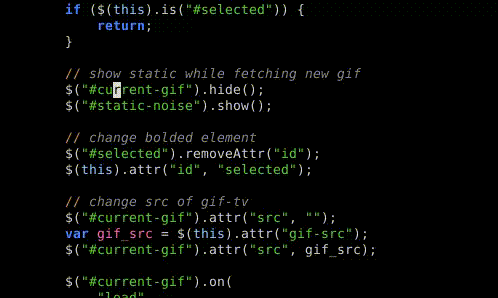 if ($(this).is("#selected")) {
return;
}
// show static while fetching new gif
$("#current-gif").hide();
$("#static-noise").show();
// change bolded element
$("#selected").removeAttr("id");
$(this).attr("id", "selected");
// change src of gif-tv
$("#current-gif").attr("src", "");
var gif_src = $(this).attr("gif-src");
$("#current-gif").attr("src", gif_src);
$("#current-gif").on(
"load"